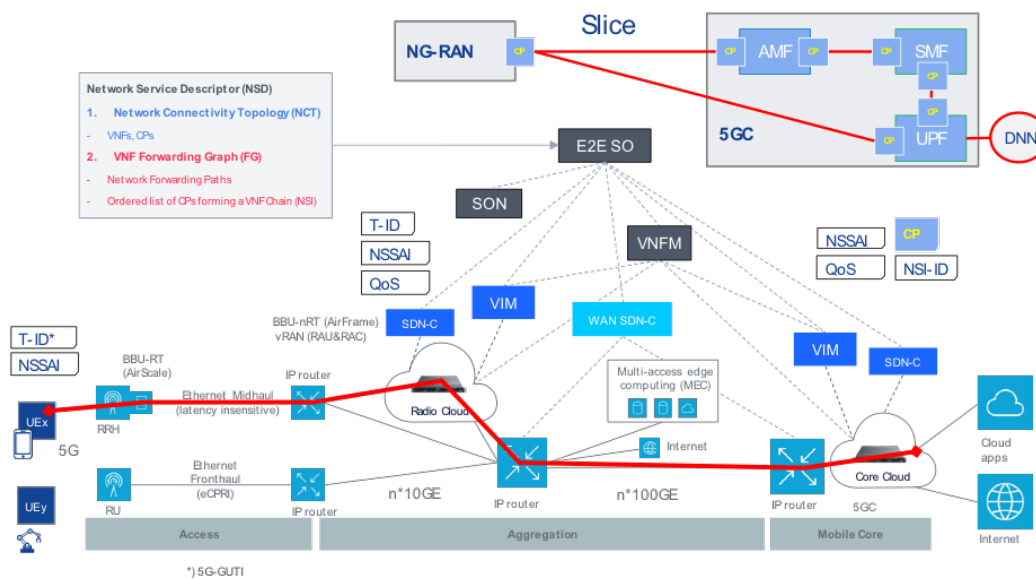 Slice
NG-RAN
CP
CP
AMF
CP
CP
SMF
CP
CP
CP
UPF
5GC
DNN
Network Service Descriptor (NSD)
1. Network Connectivity Topology (NCT)
- VNFs, CPs
2. VNF Forwarding Graph (FG)
- Network Forwarding Paths
- Ordered list of CPs forming a VNF Chain (NSI)
E2E SO
SON
VNFM
T-ID
NSSAI
QoS
NSSAI
CP
QoS
NSI-ID
VIM
SDN-C
WAN SDN-C
VIM
SDN-C
BBU-nRT (AirFrame)
vRAN (RAU&RAC)
T-ID*
NSSAI
BBU-RT
(AirScale)
IP router
Ethernet Midhaul
(latency insensitive)
Radio Cloud
Multi-access edge
computing (MEC)
UEx
5G
RRH
Internet
Core Cloud
Cloud
apps
Ethernet
Fronthaul
(eCPRI)
n*10GE
n*100GE
IP router
IP router
5GC
UEy
RU
IP router
Internet
Access
Aggregation
Mobile Core
*) 5G-GUTI